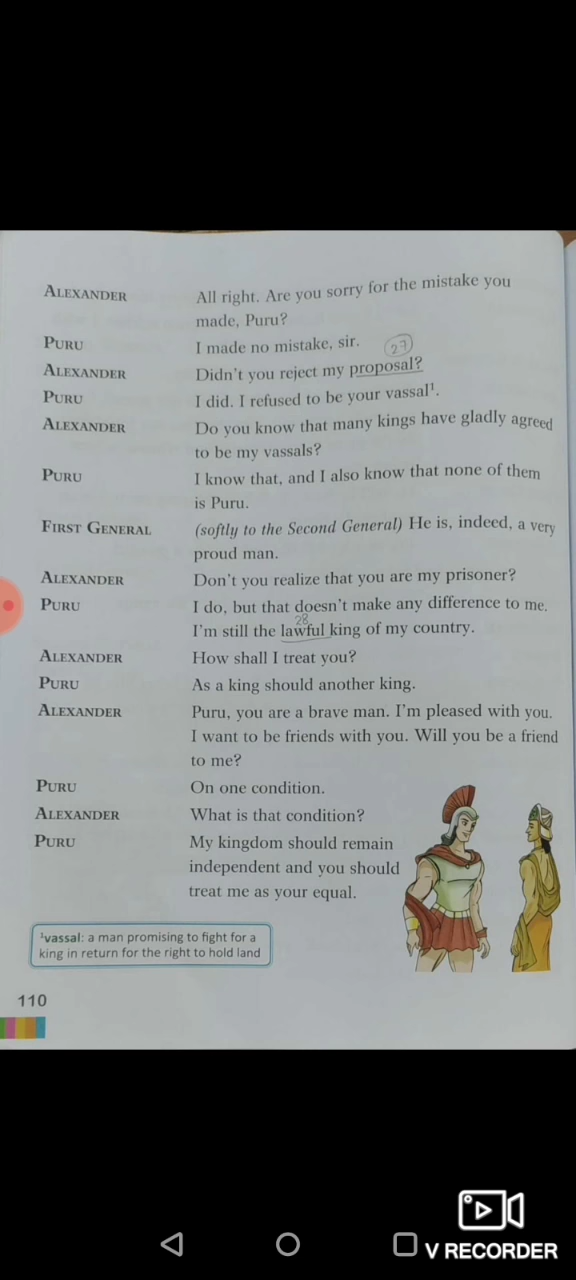 ALEXANDER All right. Are you sorry for the mistake you
made, Puru?
PURU I made no mistake, sir.
27
ALEXANDER Didn't you reject my proposal?
PURU I did. I refused to be your vassal¹.
ALEXANDER Do you know that many kings have gladly agreed
to be my vassals?
PURU I know that, and I also know that none of them
is Puru.
FIRST GENERAL (softly to the Second General) He is, indeed, a very
proud man.
ALEXANDER Don't you realize that you are my prisoner?
PURU I do, but that doesn't make any difference to me.
28
I'm still the lawful king of my country.
ALEXANDER How shall I treat you?
PURU As a king should another king.
ALEXANDER Puru, you are a brave man. I'm pleased with you.
I want to be friends with you. Will you be a friend
to me?
PURU On one condition.
ALEXANDER What is that condition?
PURU My kingdom should remain
independent and you should
treat me as your equal.
¹vassal: a man promising to fight for a
king in return for the right to hold land
110
V RECORDER